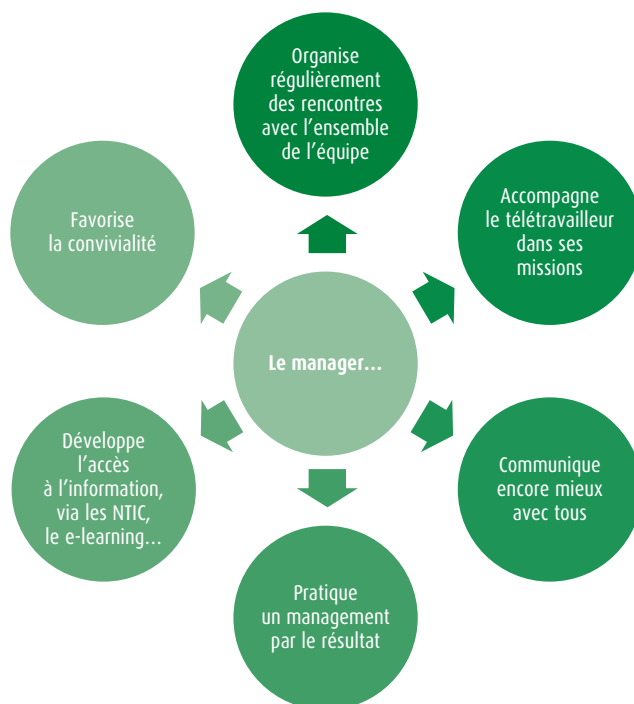 Organise
régulièrement
des rencontres
avec l'ensemble
de l'équipe
Accompagne
le télétravailleur
dans ses
missions
Communique
encore mieux
avec tous
Pratique
un management
par le résultat
Développe
l'accès
à l'information,
via les NTIC,
le e-learning...
Favorise
la convivialité
Le manager...